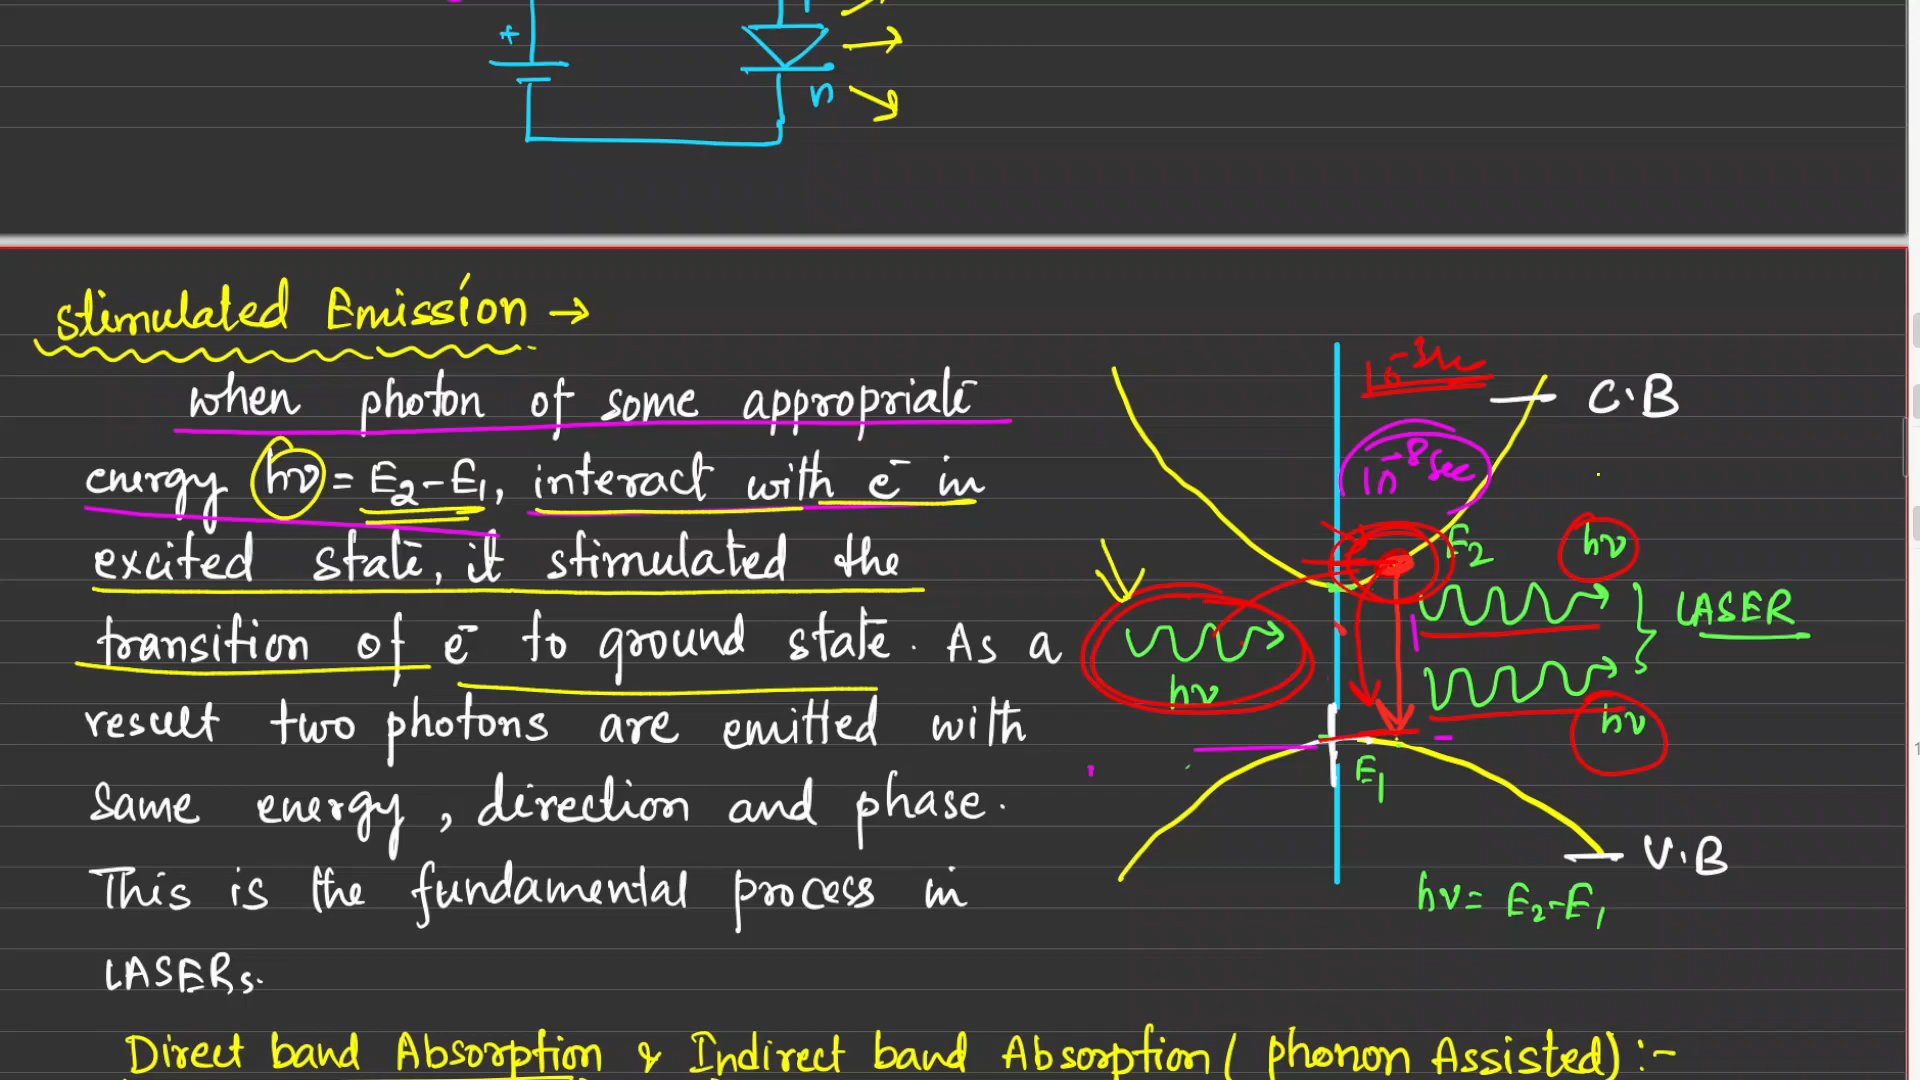 +
n
Stimulated Emission →
when photon of some appropriate
energy hν = E2-E1, interact with e- in
excited state, it stimulated the
transition of e- to ground state. As a
result two photons are emitted with
same energy, direction and phase.
This is the fundamental process in
LASERs.
10-3sec
C.B
10-8sec
E2
hν
LASER
hν
hν
E1
V.B
hν = E2-E1
Direct band Absorption & Indirect band Absorption (phonon Assisted) :-